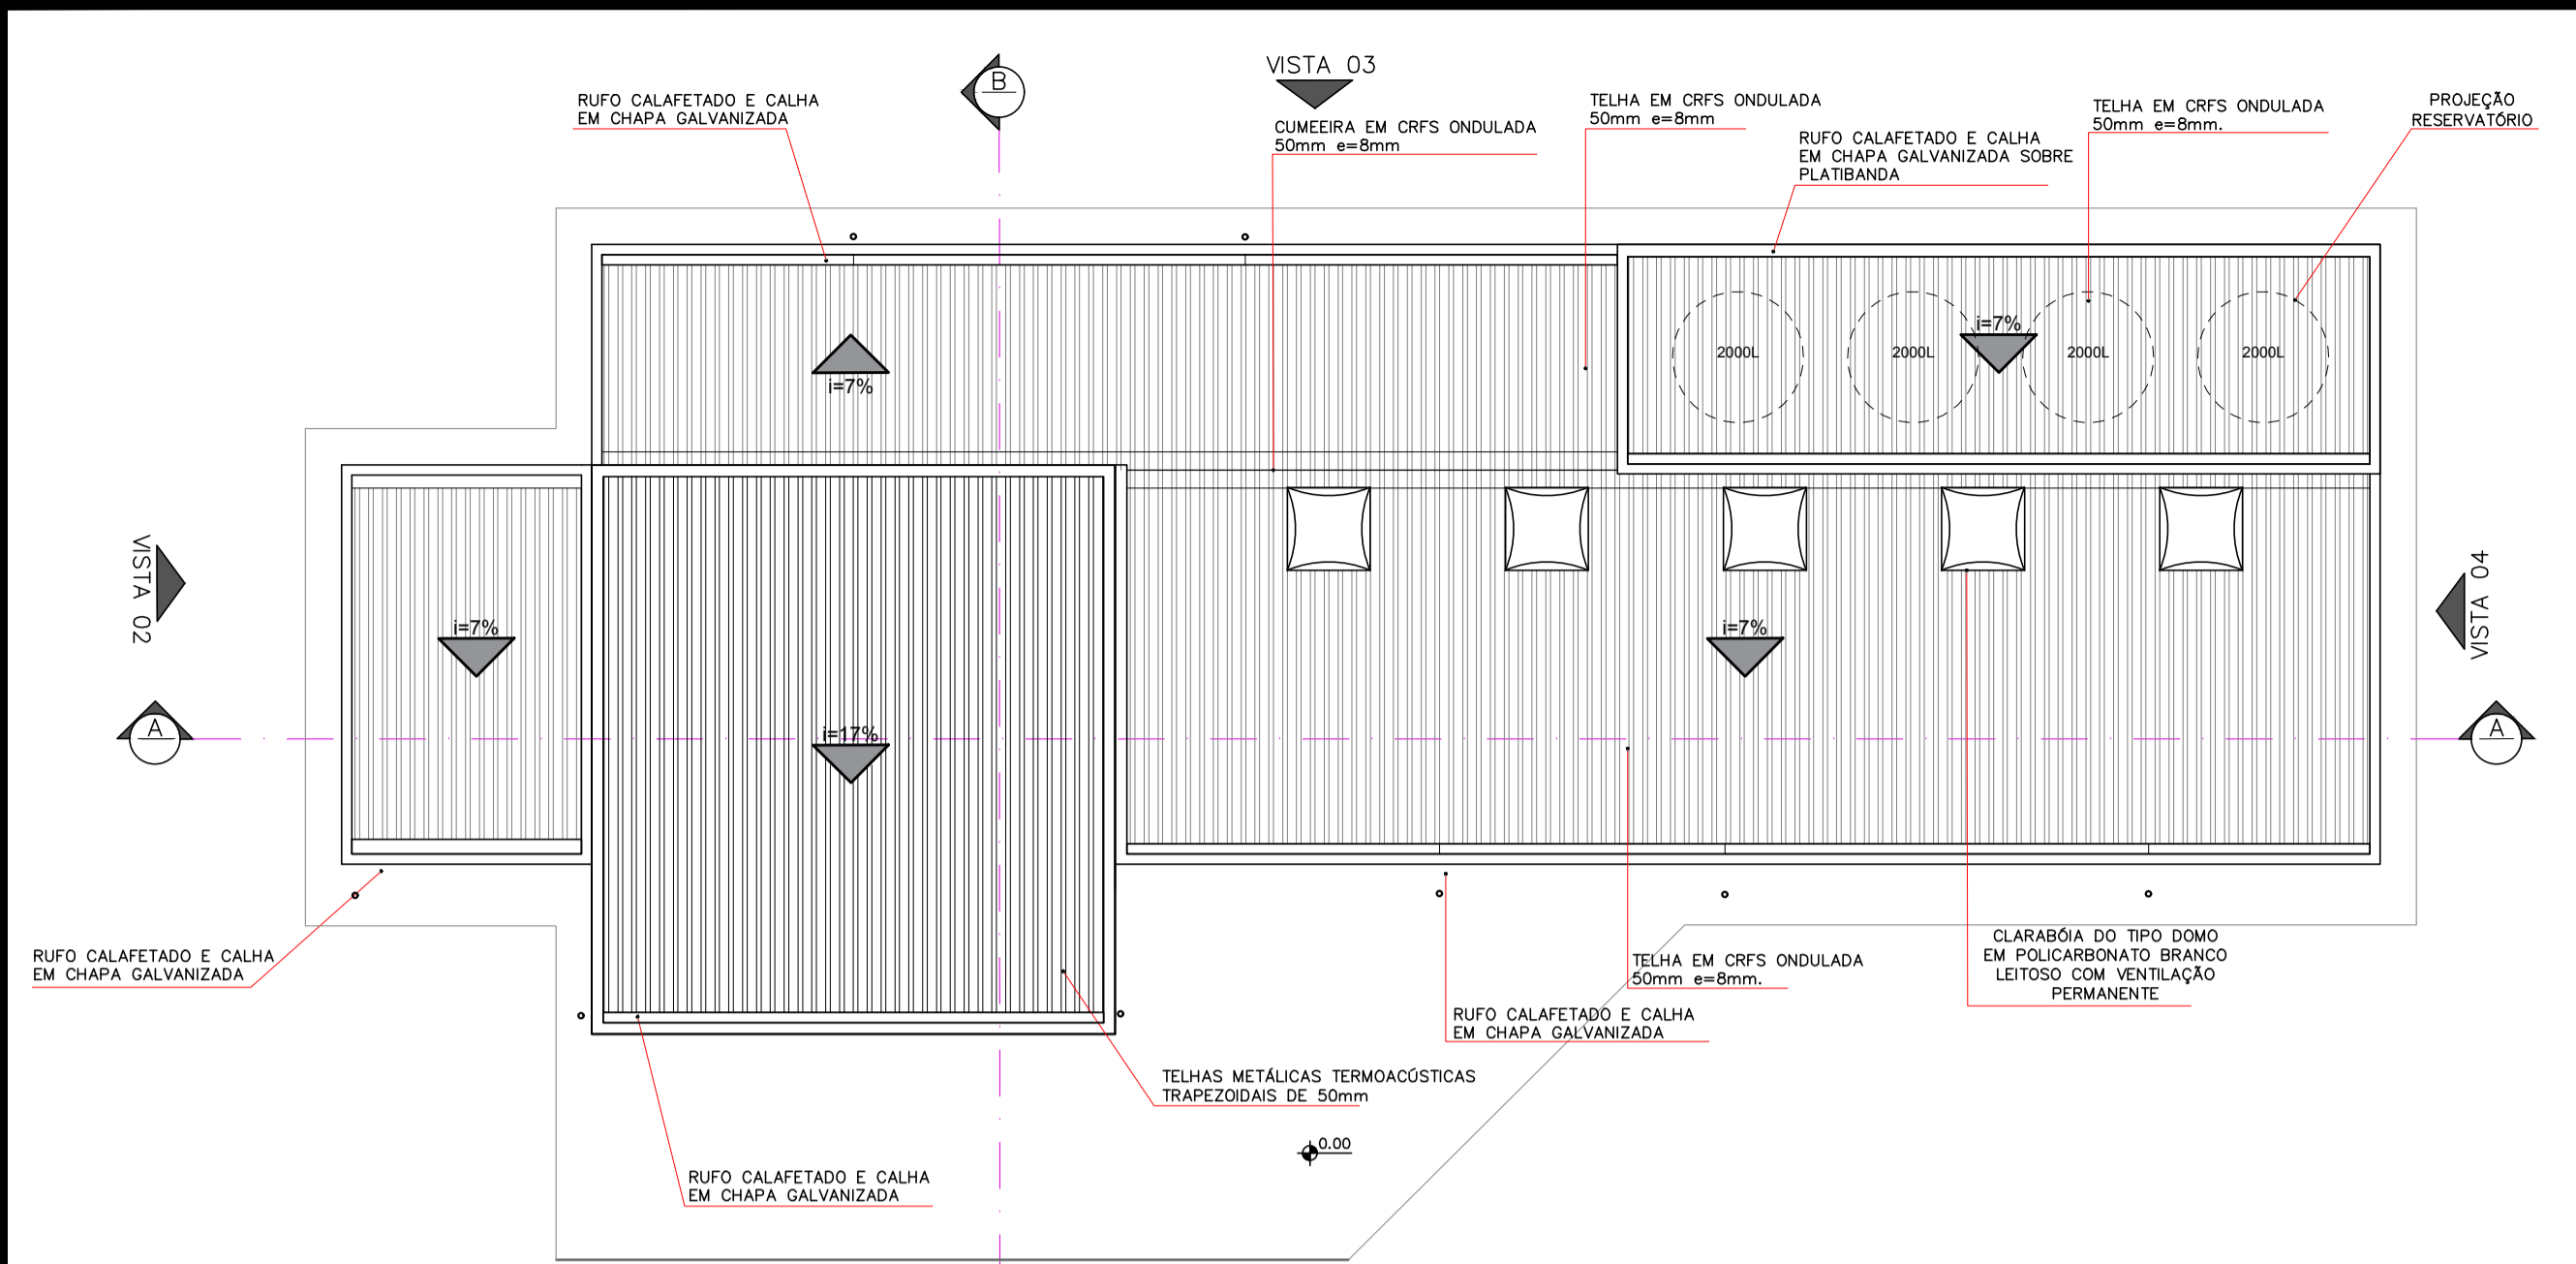 B
VISTA 03
RUFO CALAFETADO E CALHA
EM CHAPA GALVANIZADA
CUMEEIRA EM CRFS ONDULADA
50mm e=8mm
TELHA EM CRFS ONDULADA
50mm e=8mm
RUFO CALAFETADO E CALHA
EM CHAPA GALVANIZADA SOBRE
PLATIBANDA
TELHA EM CRFS ONDULADA
50mm e=8mm.
PROJEÇÃO
RESERVATÓRIO
i=7%
i=7%
2000L
2000L
2000L
2000L
VISTA 02
i=7%
i=7%
VISTA 04
A
i=17%
A
RUFO CALAFETADO E CALHA
EM CHAPA GALVANIZADA
TELHA EM CRFS ONDULADA
50mm e=8mm.
CLARABÓIA DO TIPO DOMO
EM POLICARBONATO BRANCO
LEITOSO COM VENTILAÇÃO
PERMANENTE
RUFO CALAFETADO E CALHA
EM CHAPA GALVANIZADA
TELHAS METÁLICAS TERMOACÚSTICAS
TRAPEZOIDAIS DE 50mm
0.00
RUFO CALAFETADO E CALHA
EM CHAPA GALVANIZADA